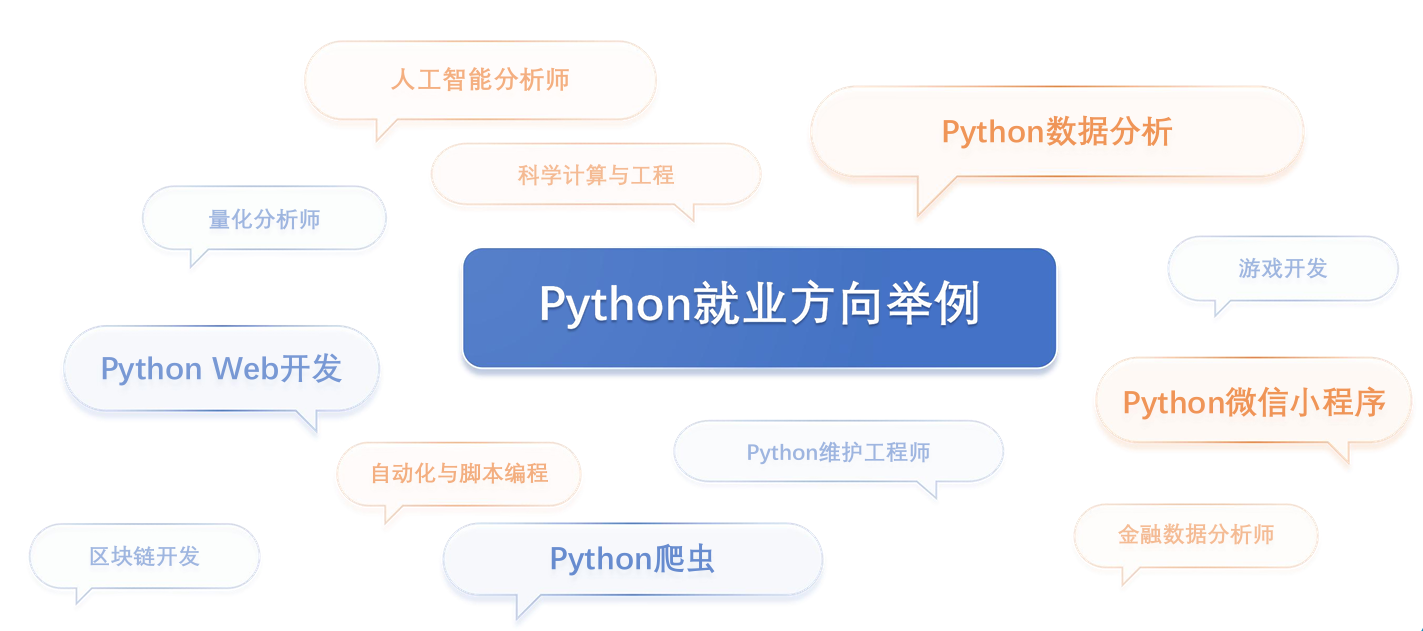 人工智能分析师
Python数据分析
科学计算与工程
量化分析师
游戏开发
Python就业方向举例
Python Web开发
Python微信小程序
Python维护工程师
自动化与脚本编程
金融数据分析师
区块链开发
Python爬虫